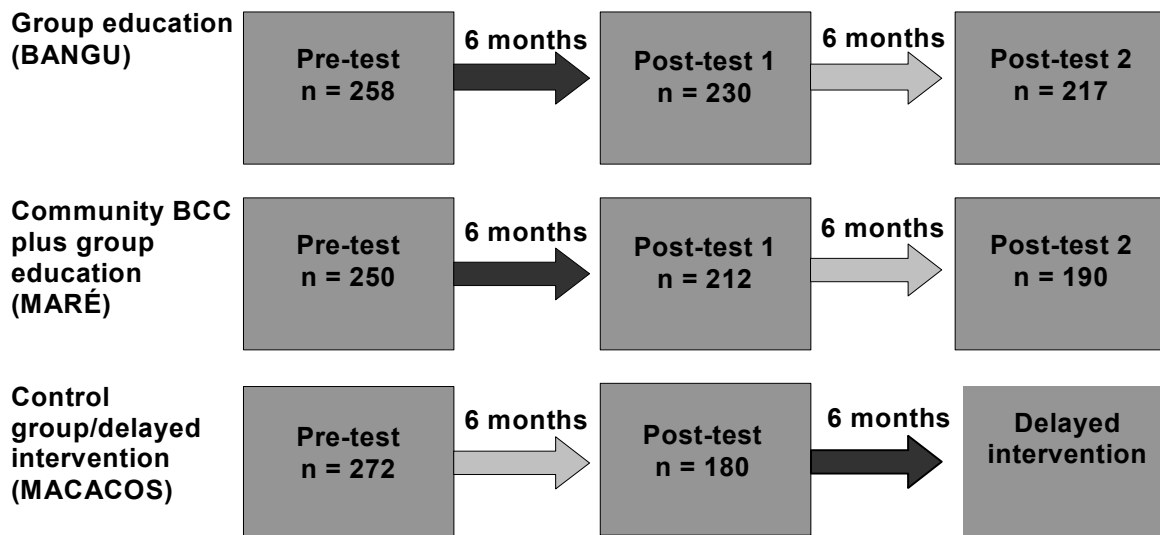 Group education
(BANGU)
Pre-test
n = 258
6 months
Post-test 1
n = 230
6 months
Post-test 2
n = 217
Community BCC
plus group
education
(MARÉ)
Pre-test
n = 250
6 months
Post-test 1
n = 212
6 months
Post-test 2
n = 190
Control
group/delayed
intervention
(MACACOS)
Pre-test
n = 272
6 months
Post-test
n = 180
6 months
Delayed
intervention